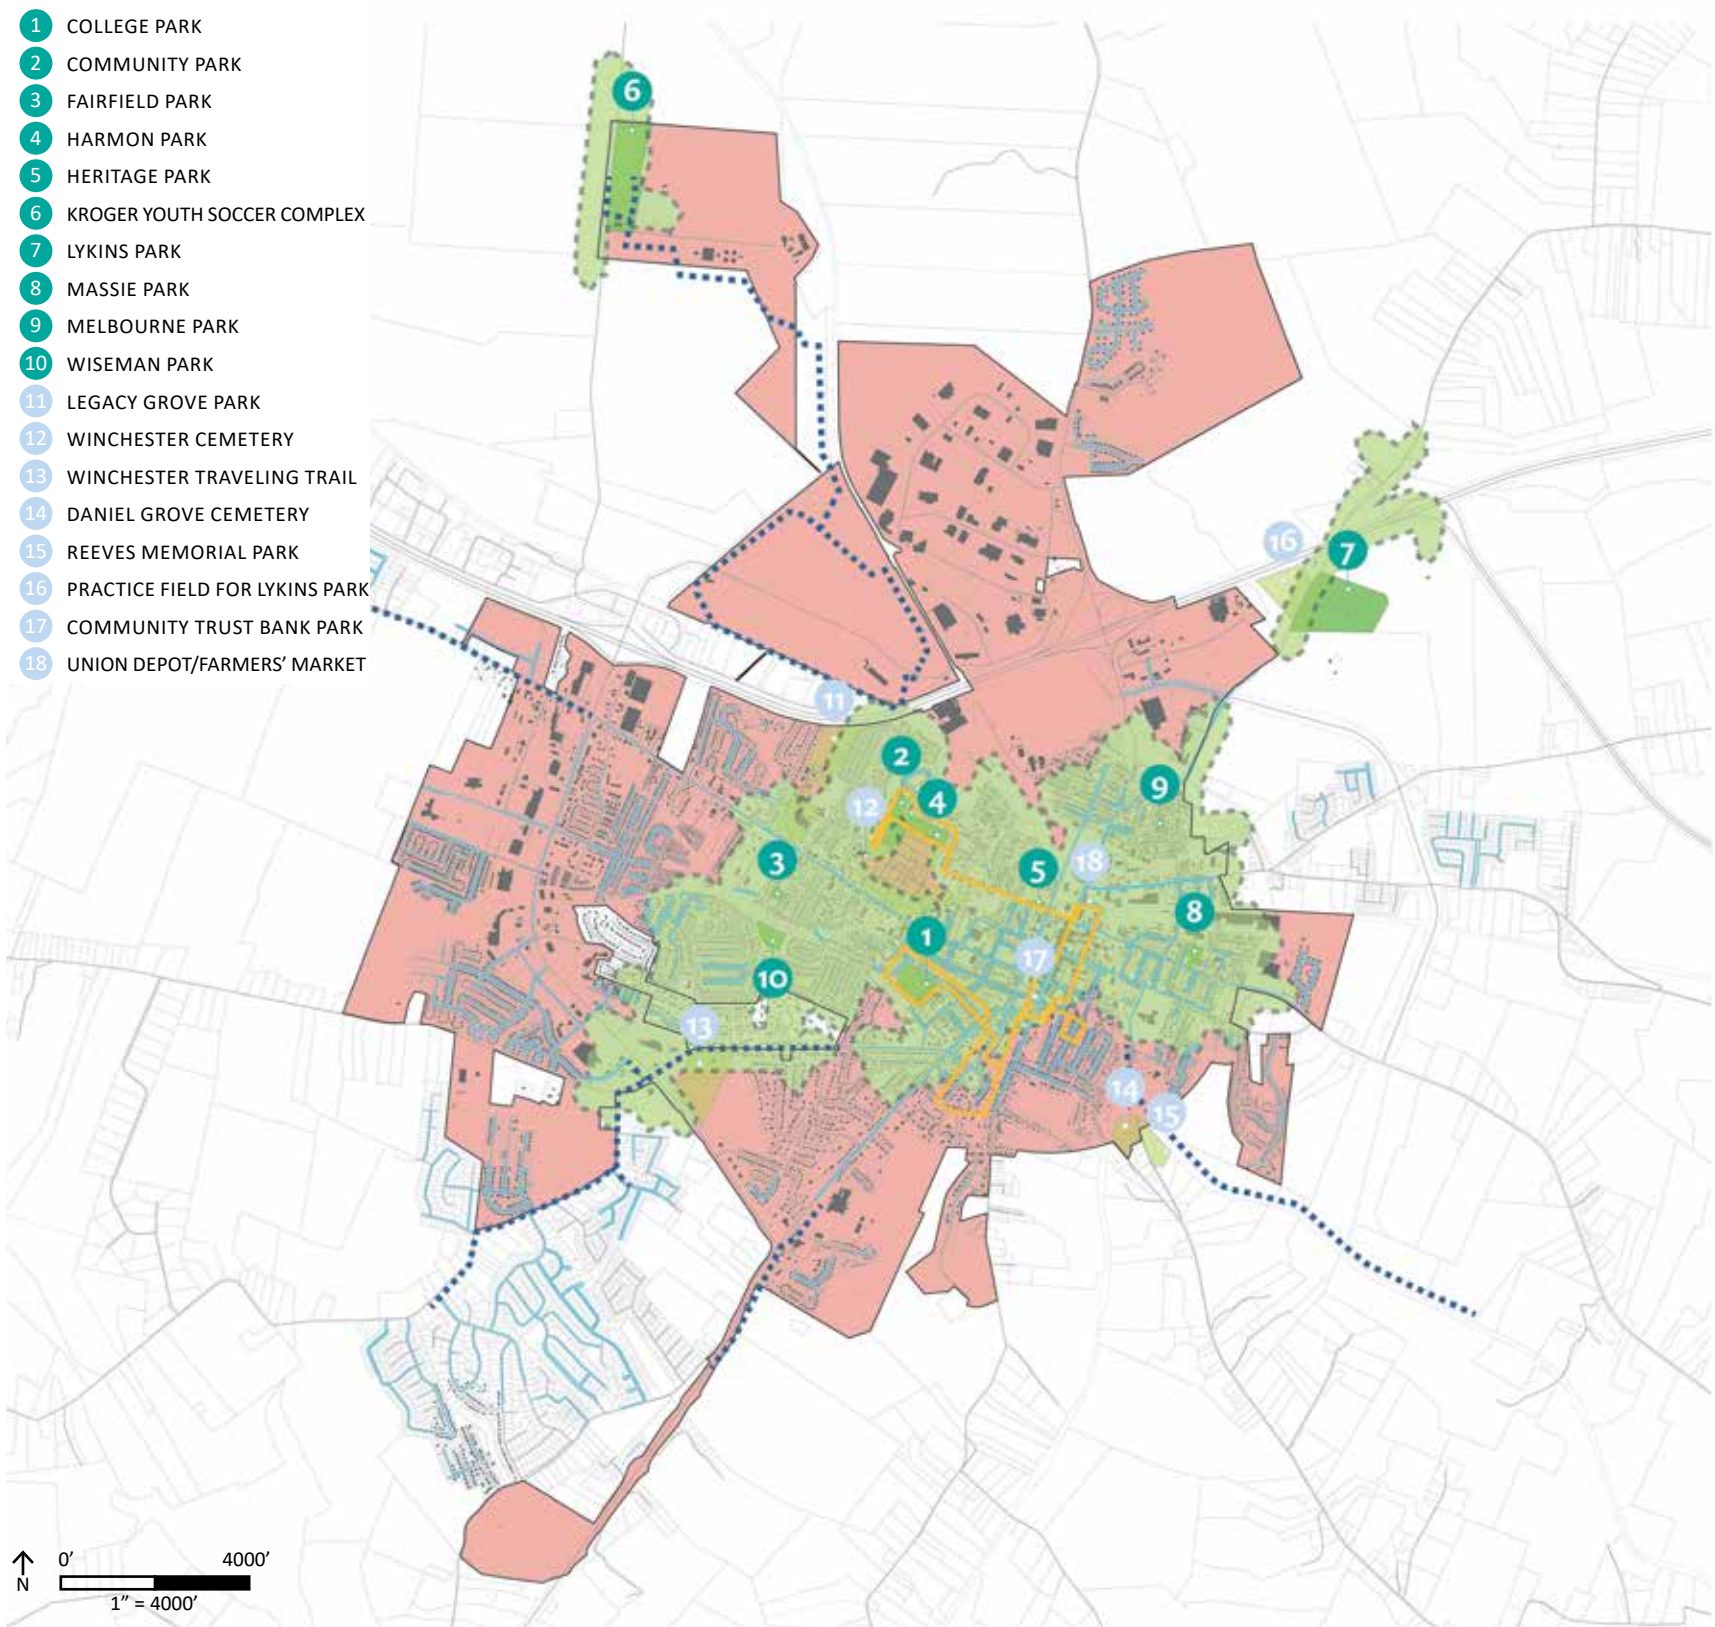 1 COLLEGE PARK
2 COMMUNITY PARK
3 FAIRFIELD PARK
4 HARMON PARK
5 HERITAGE PARK
6 KROGER YOUTH SOCCER COMPLEX
7 LYKINS PARK
8 MASSIE PARK
9 MELBOURNE PARK
10 WISEMAN PARK
11 LEGACY GROVE PARK
12 WINCHESTER CEMETERY
13 WINCHESTER TRAVELING TRAIL
14 DANIEL GROVE CEMETERY
15 REEVES MEMORIAL PARK
16 PRACTICE FIELD FOR LYKINS PARK
17 COMMUNITY TRUST BANK PARK
18 UNION DEPOT/FARMERS’ MARKET
6
16
7
11
2
9
4
12
3
5
18
8
1
17
10
13
14
15
0’ 4000’
N
1” = 4000’